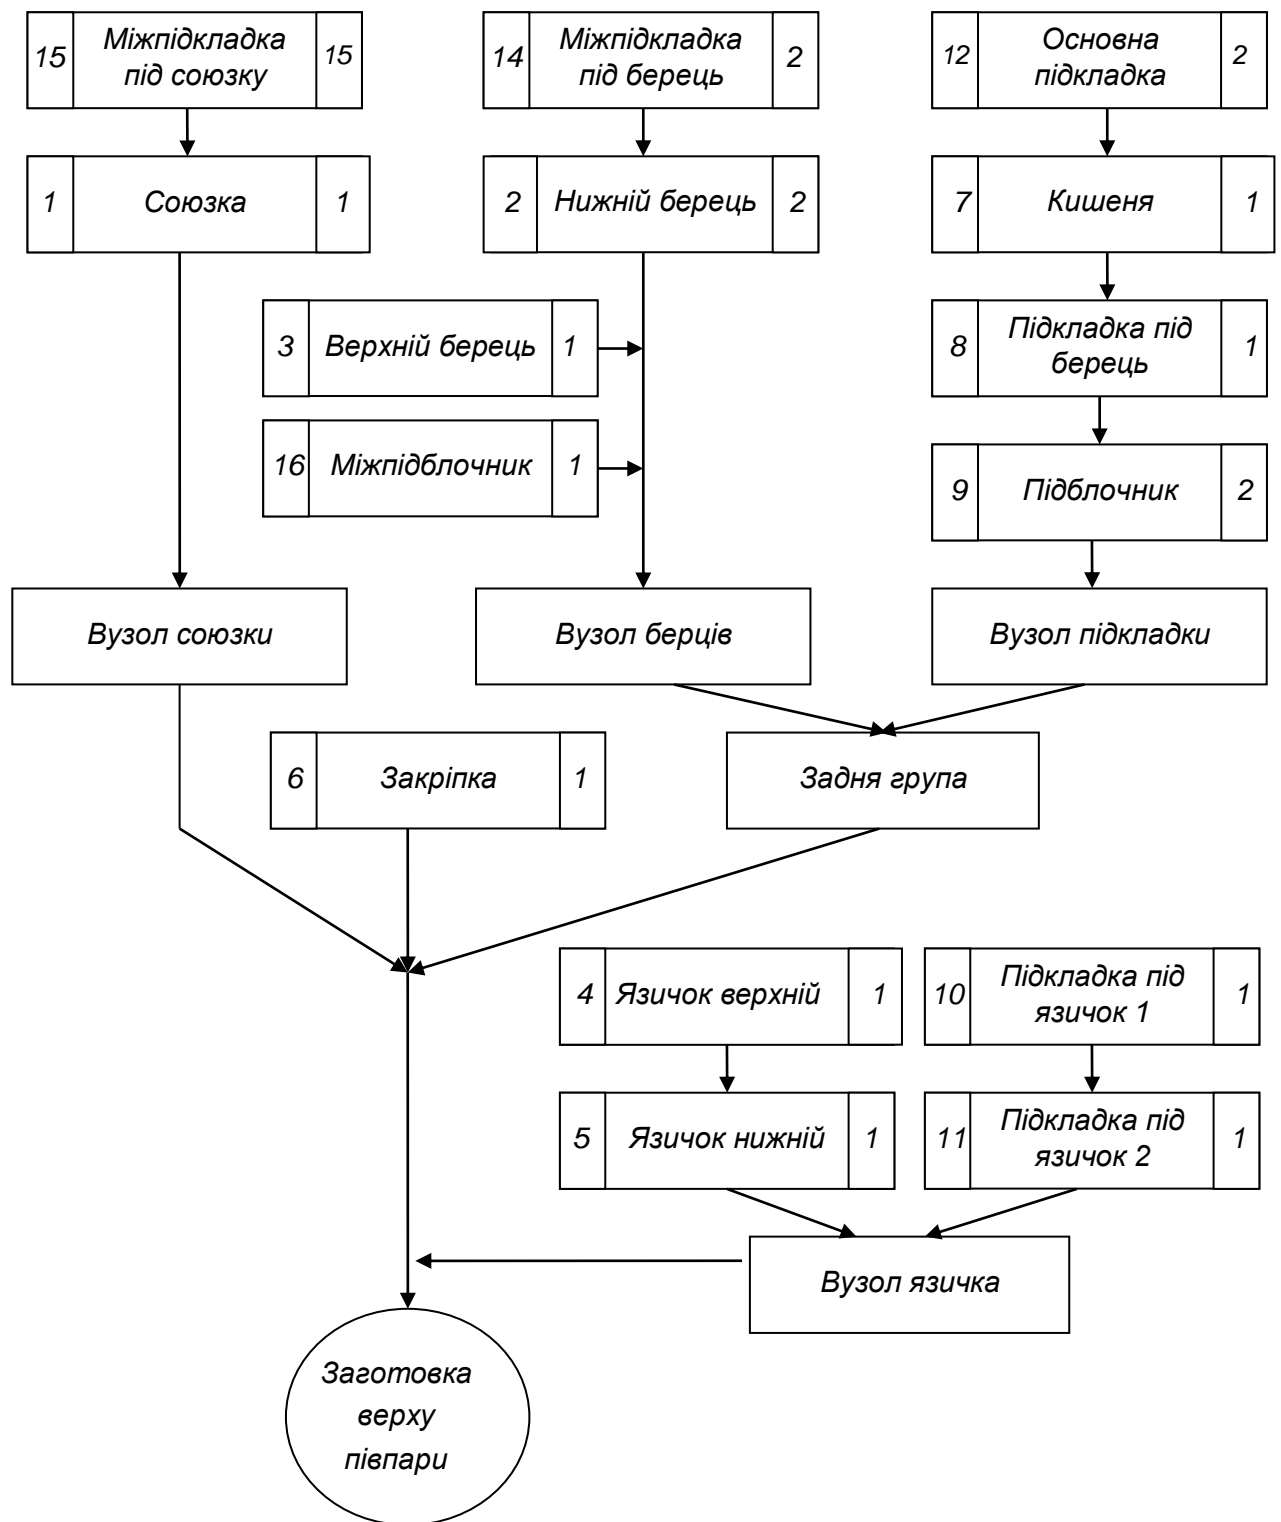 15 Міжпідкладка 15
під союзку
14 Міжпідкладка 2
під берець
12 Основна 2
підкладка
1 Союзка 1
2 Нижній берець 2
7 Кишеня 1
3 Верхній берець 1
8 Підкладка під 1
берець
16 Міжпідблочник 1
9 Підблочник 2
Вузол союзки
Вузол берців
Вузол підкладки
6 Закріпка 1
Задня група
4 Язичок верхній 1
10 Підкладка під 1
язичок 1
5 Язичок нижній 1
11 Підкладка під 1
язичок 2
Вузол язичка
Заготовка
верху
півпари